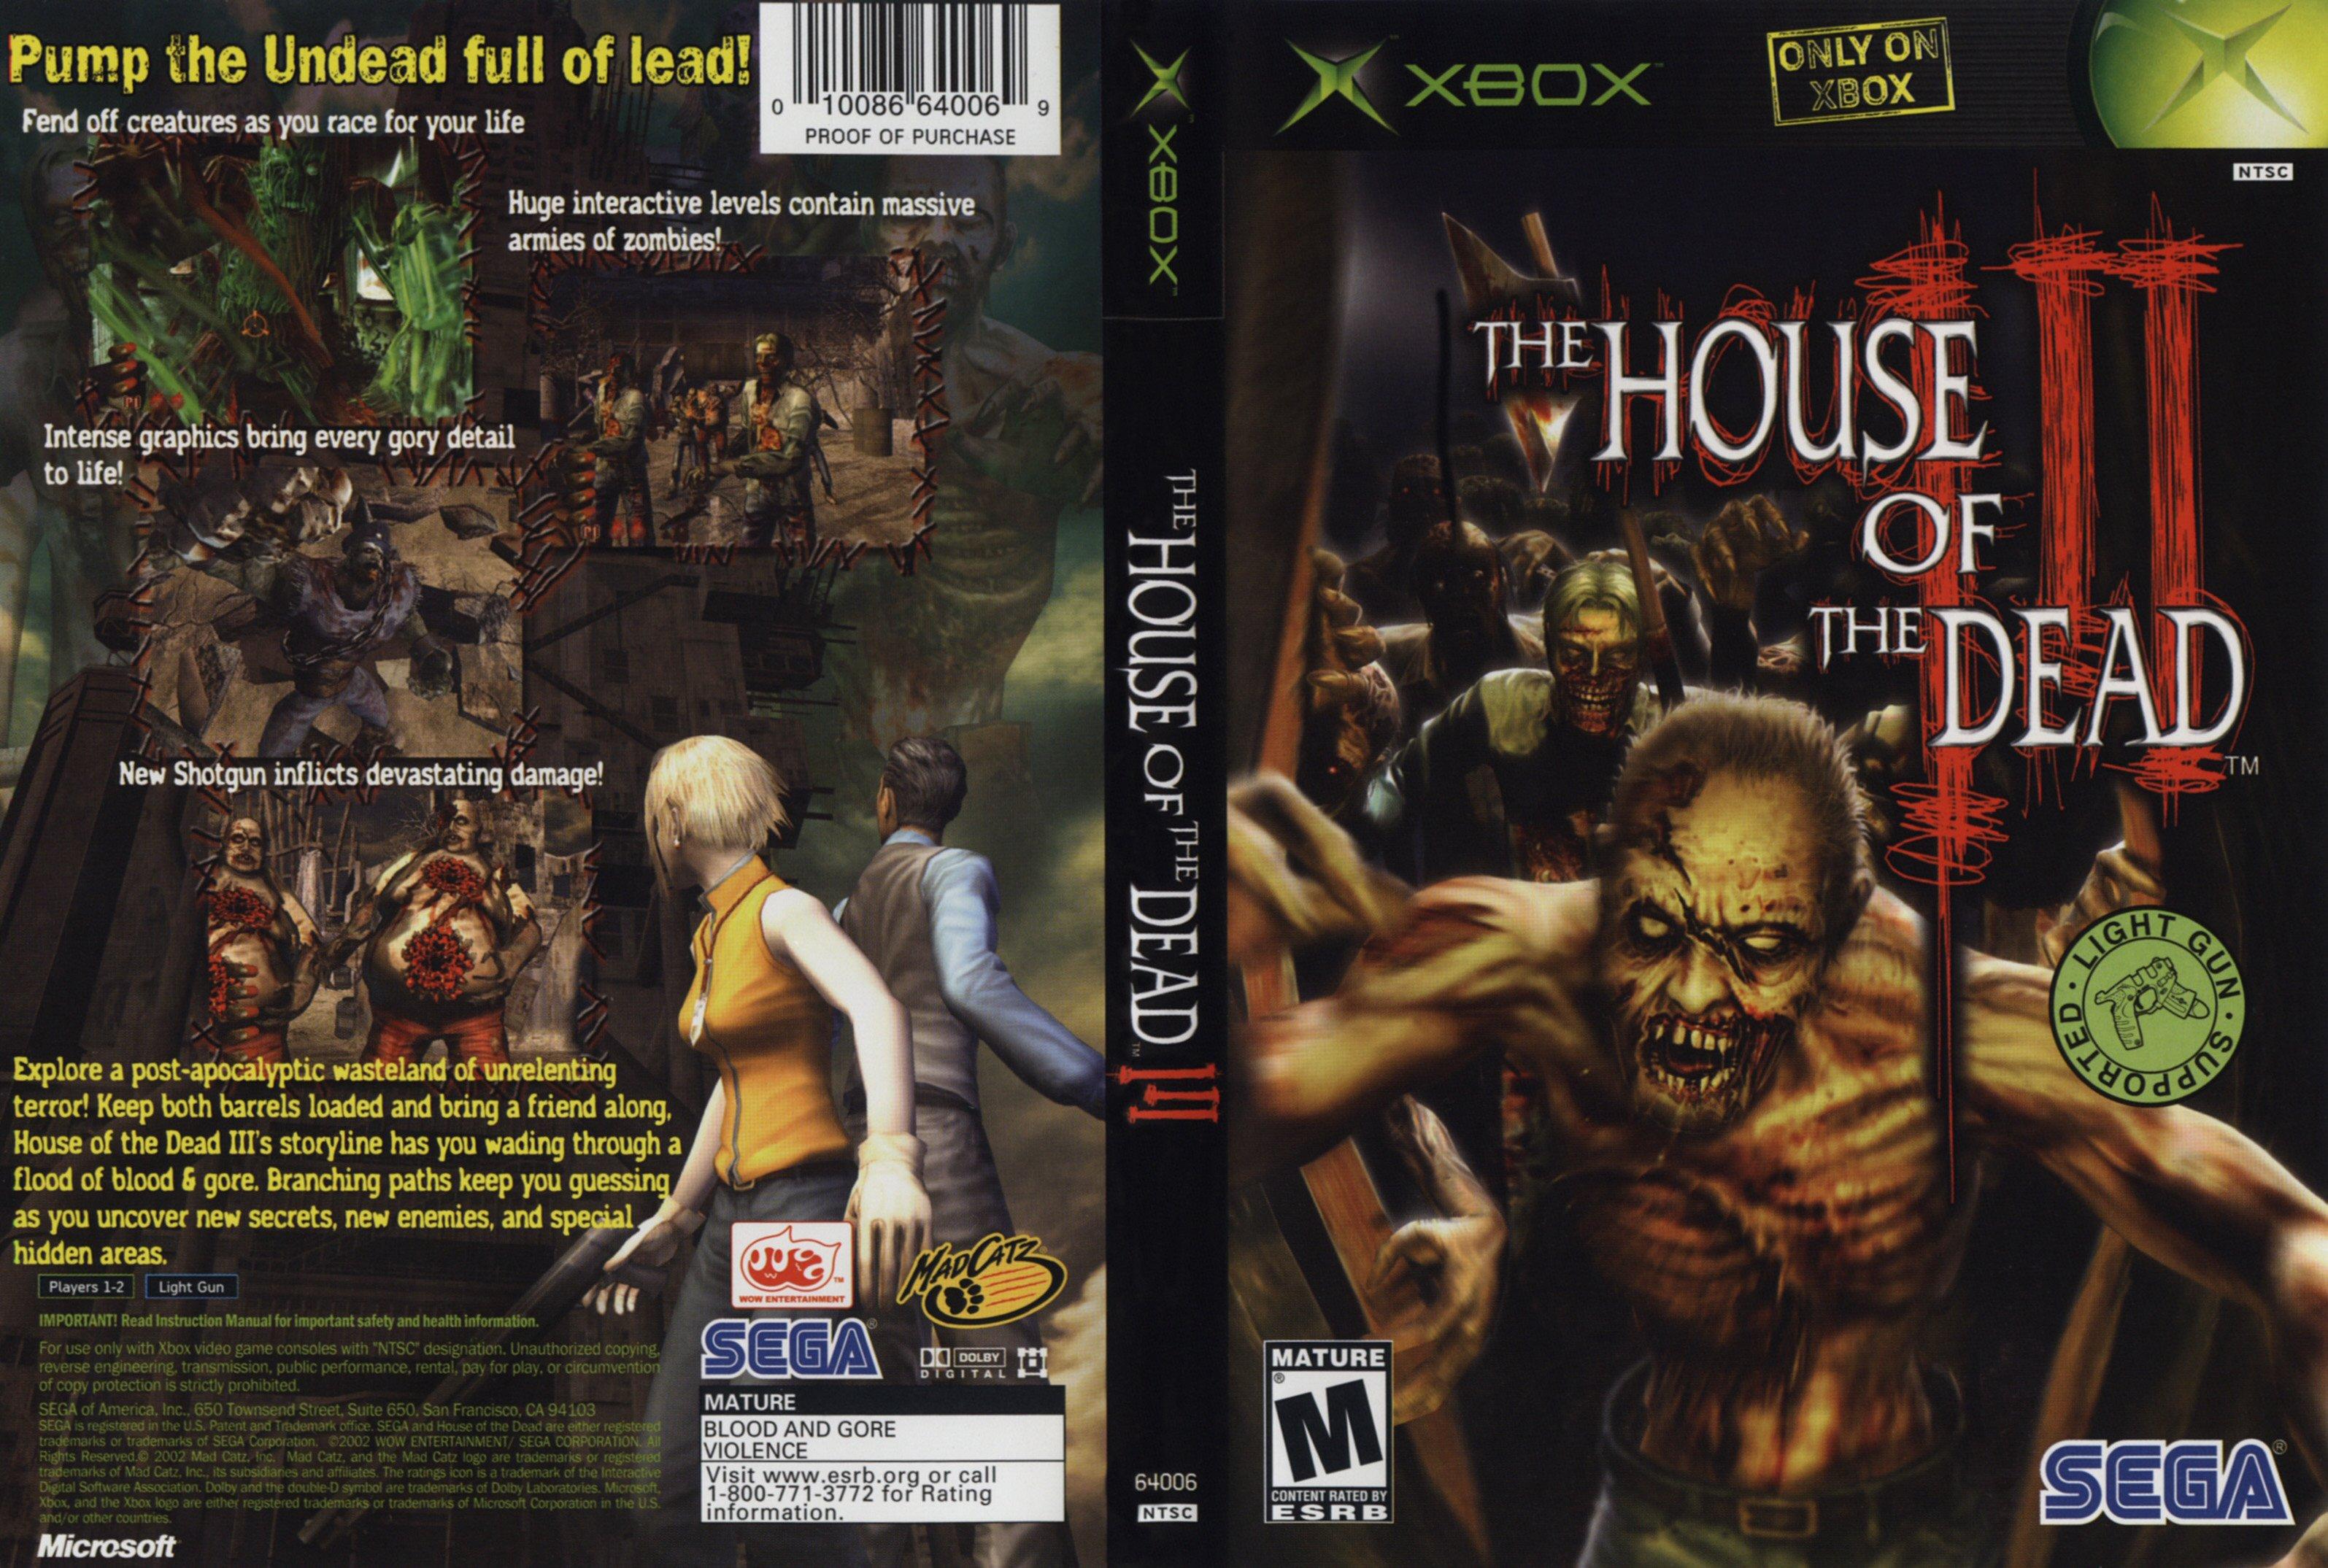 Pump the Undead full of lead!
Fend off creatures as you race for your life
0 10086 64006 9
PROOF OF PURCHASE
Huge interactive levels contain massive
armies of zombies!
P1
P1
Intense graphics bring every gory detail
to life!
New Shotgun inflicts devastating damage!
Explore a post-apocalyptic wasteland of unrelenting
terror! Keep both barrels loaded and bring a friend along,
House of the Dead III's storyline has you wading through a
flood of blood & gore. Branching paths keep you guessing
as you uncover new secrets, new enemies, and special
hidden areas.
Players 1-2 Light Gun
IMPORTANT! Read Instruction Manual for important safety and health information.
For use only with Xbox video game consoles with "NTSC" designation. Unauthorized copying,
reverse engineering, transmission, public performance, rental, pay for play, or circumvention
of copy protection is strictly prohibited.
SEGA of America, Inc., 650 Townsend Street, Suite 650, San Francisco, CA 94103
SEGA is registered in the U.S. Patent and Trademark office. SEGA and House of the Dead are either registered
trademarks or trademarks of SEGA Corporation. ©2002 WOW ENTERTAINMENT/ SEGA CORPORATION. All
Rights Reserved.© 2002 Mad Catz, Inc. Mad Catz, and the Mad Catz logo are trademarks or registered
trademarks of Mad Catz, Inc., its subsidiaries and affiliates. The ratings icon is a trademark of the Interactive
Digital Software Association. Dolby and the double-D symbol are trademarks of Dolby Laboratories. Microsoft,
Xbox, and the Xbox logo are either registered trademarks or trademarks of Microsoft Corporation in the U.S.
and/or other countries.
Microsoft
WOW ENTERTAINMENT
MAD CATZ
SEGA®
DOLBY
DIGITAL
MATURE
BLOOD AND GORE
VIOLENCE
Visit www.esrb.org or call
1-800-771-3772 for Rating
information.
XBOX™
THE HOUSE OF THE DEAD™ III
64006
NTSC
XBOX™
ONLY ON
XBOX
NTSC
THE HOUSE
OF
THE DEAD™
III
LIGHT GUN · SUPPORTED ·
MATURE
M®
CONTENT RATED BY
ESRB
SEGA®